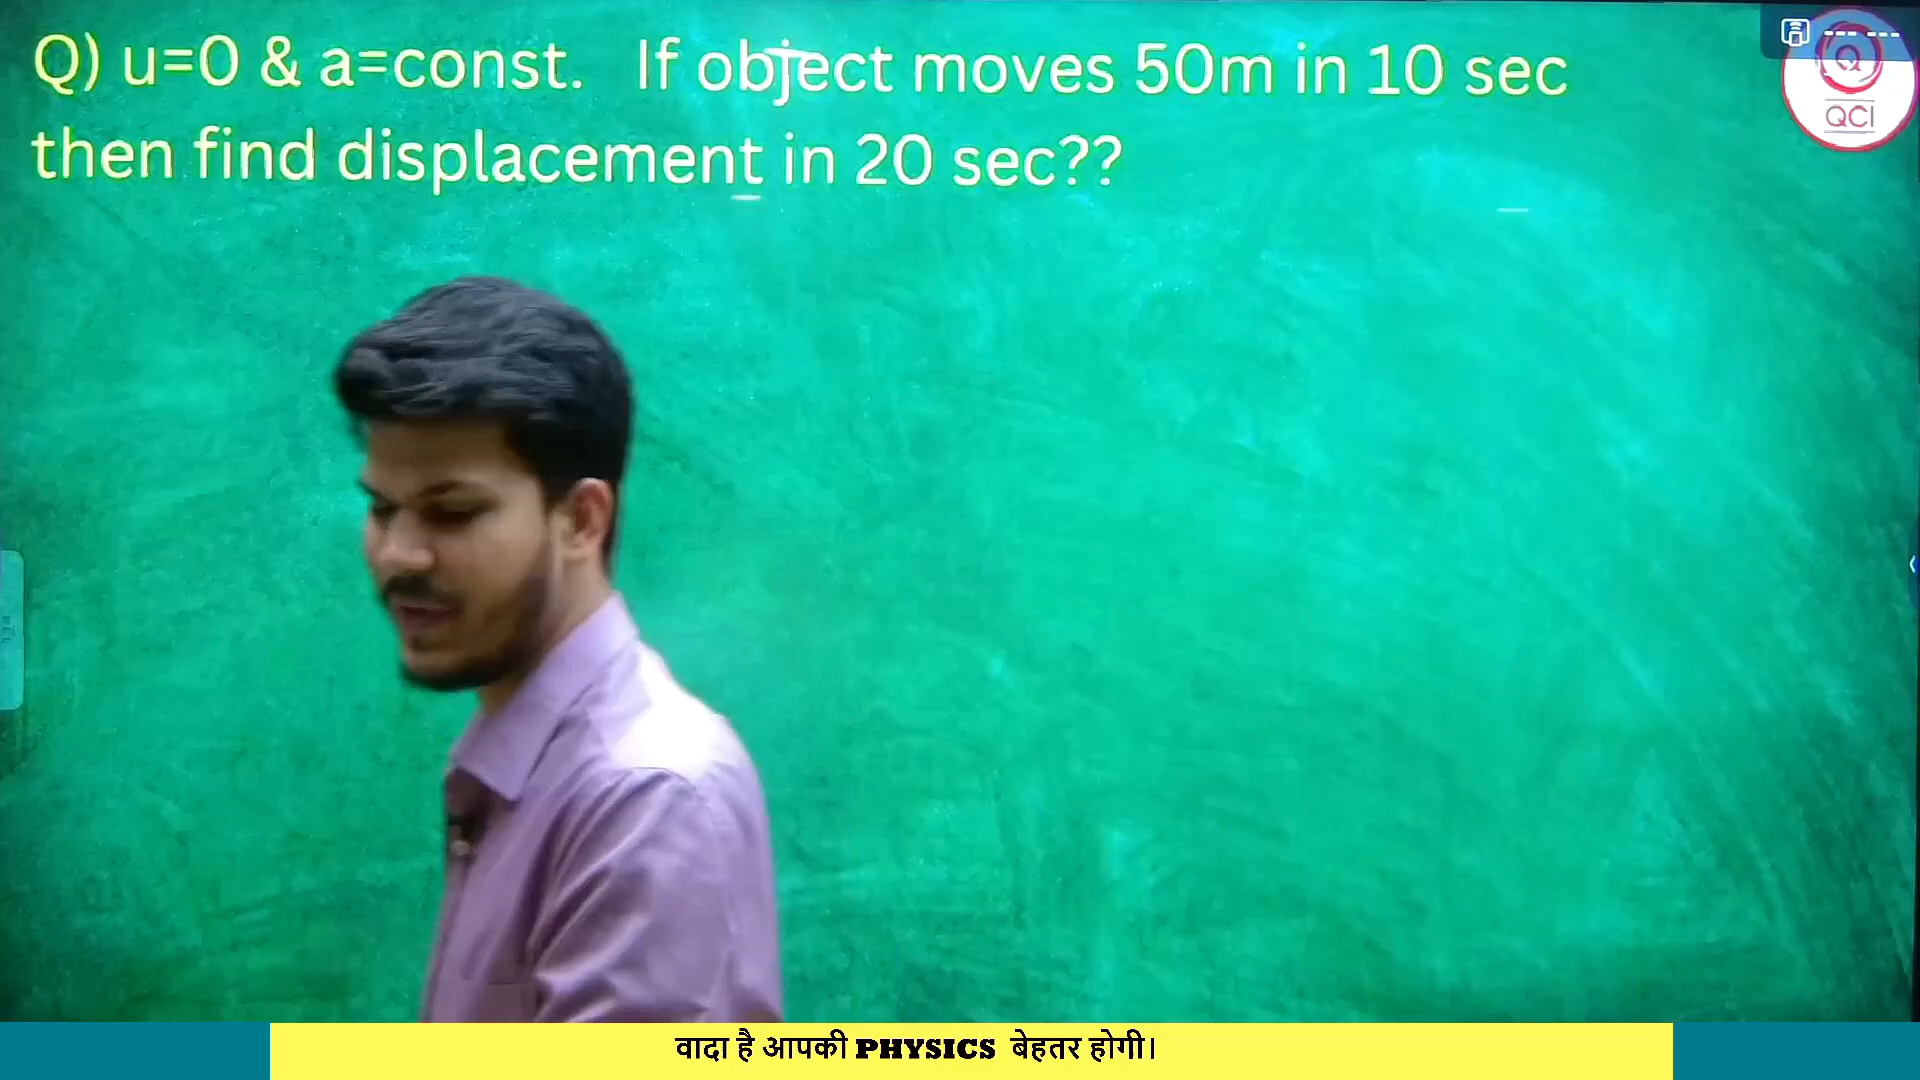 Q) u=0 & a=const. If object moves 50m in 10 sec
then find displacement in 20 sec??
QCI
वादा है आपकी PHYSICS बेहतर होगी।